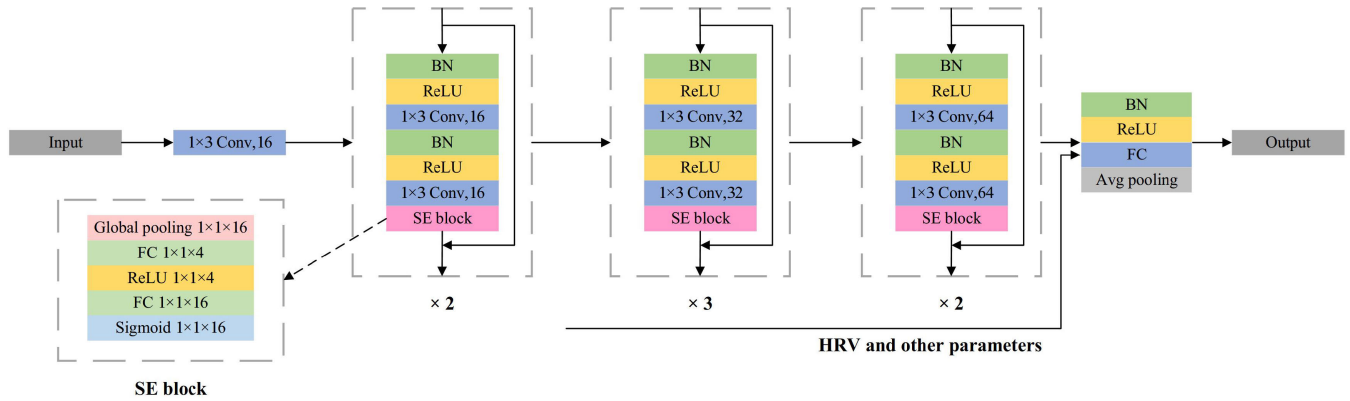 Input
1×3 Conv,16
BN
ReLU
1×3 Conv,16
BN
ReLU
1×3 Conv,16
SE block
× 2
BN
ReLU
1×3 Conv,32
BN
ReLU
1×3 Conv,32
SE block
× 3
BN
ReLU
1×3 Conv,64
BN
ReLU
1×3 Conv,64
SE block
× 2
BN
ReLU
FC
Avg pooling
Output
HRV and other parameters
Global pooling 1×1×16
FC 1×1×4
ReLU 1×1×4
FC 1×1×16
Sigmoid 1×1×16
SE block